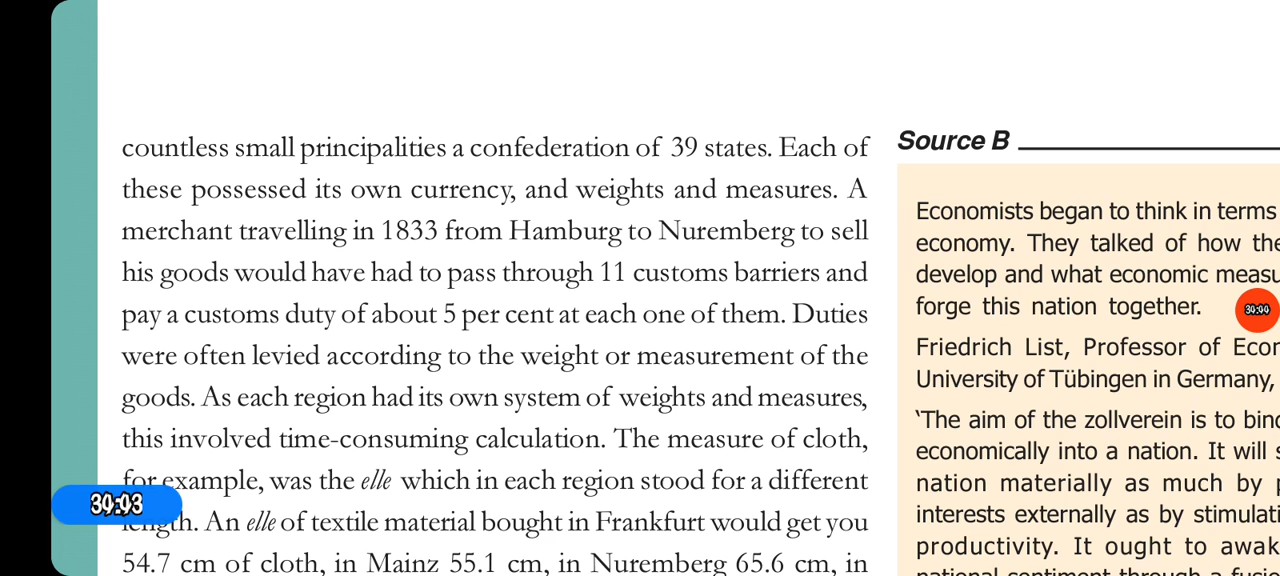 countless small principalities a confederation of 39 states. Each of
these possessed its own currency, and weights and measures. A
merchant travelling in 1833 from Hamburg to Nuremberg to sell
his goods would have had to pass through 11 customs barriers and
pay a customs duty of about 5 per cent at each one of them. Duties
were often levied according to the weight or measurement of the
goods. As each region had its own system of weights and measures,
this involved time-consuming calculation. The measure of cloth,
for example, was the elle which in each region stood for a different
length. An elle of textile material bought in Frankfurt would get you
54.7 cm of cloth, in Mainz 55.1 cm, in Nuremberg 65.6 cm, in
Source B
Economists began to think in terms
economy. They talked of how the
develop and what economic measu
forge this nation together.
Friedrich List, Professor of Econ
University of Tübingen in Germany,
‘The aim of the zollverein is to bind
economically into a nation. It will s
nation materially as much by p
interests externally as by stimulati
productivity. It ought to awak
national sentiment through a fusio
39:93